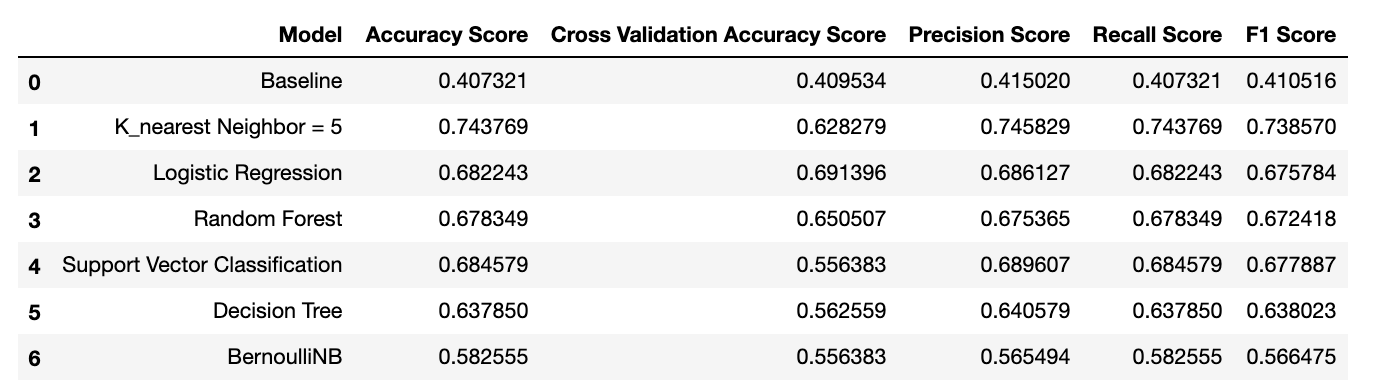 Model Accuracy Score Cross Validation Accuracy Score Precision Score Recall Score F1 Score
0 Baseline 0.407321 0.409534 0.415020 0.407321 0.410516
1 K_nearest Neighbor = 5 0.743769 0.628279 0.745829 0.743769 0.738570
2 Logistic Regression 0.682243 0.691396 0.686127 0.682243 0.675784
3 Random Forest 0.678349 0.650507 0.675365 0.678349 0.672418
4 Support Vector Classification 0.684579 0.556383 0.689607 0.684579 0.677887
5 Decision Tree 0.637850 0.562559 0.640579 0.637850 0.638023
6 BernoulliNB 0.582555 0.556383 0.565494 0.582555 0.566475